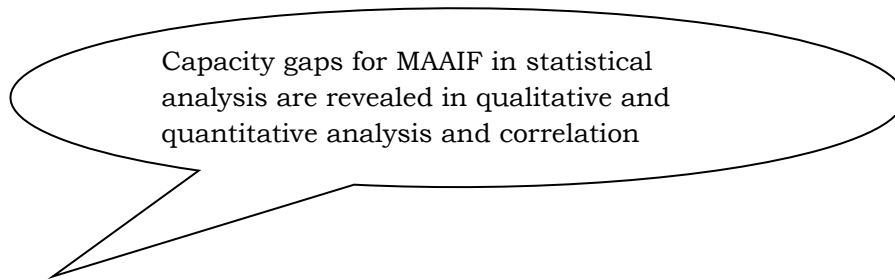 Capacity gaps for MAAIF in statistical
analysis are revealed in qualitative and
quantitative analysis and correlation